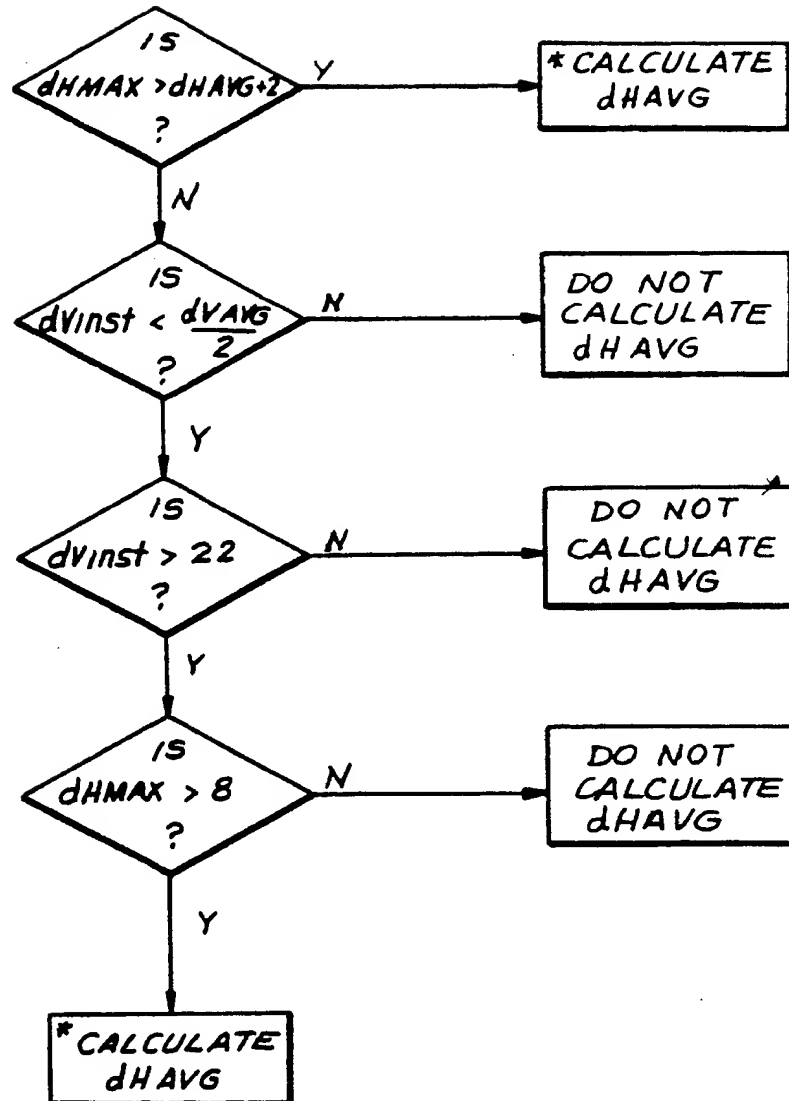 IS
dHMAX > dHAVG+2
?
Y
* CALCULATE
dHAVG
N
IS
dVinst < dVAVG/2
?
N
DO NOT
CALCULATE
dHAVG
Y
IS
dVinst > 22
?
N
DO NOT
CALCULATE
dHAVG
Y
IS
dHMAX > 8
?
N
DO NOT
CALCULATE
dHAVG
Y
* CALCULATE
dHAVG